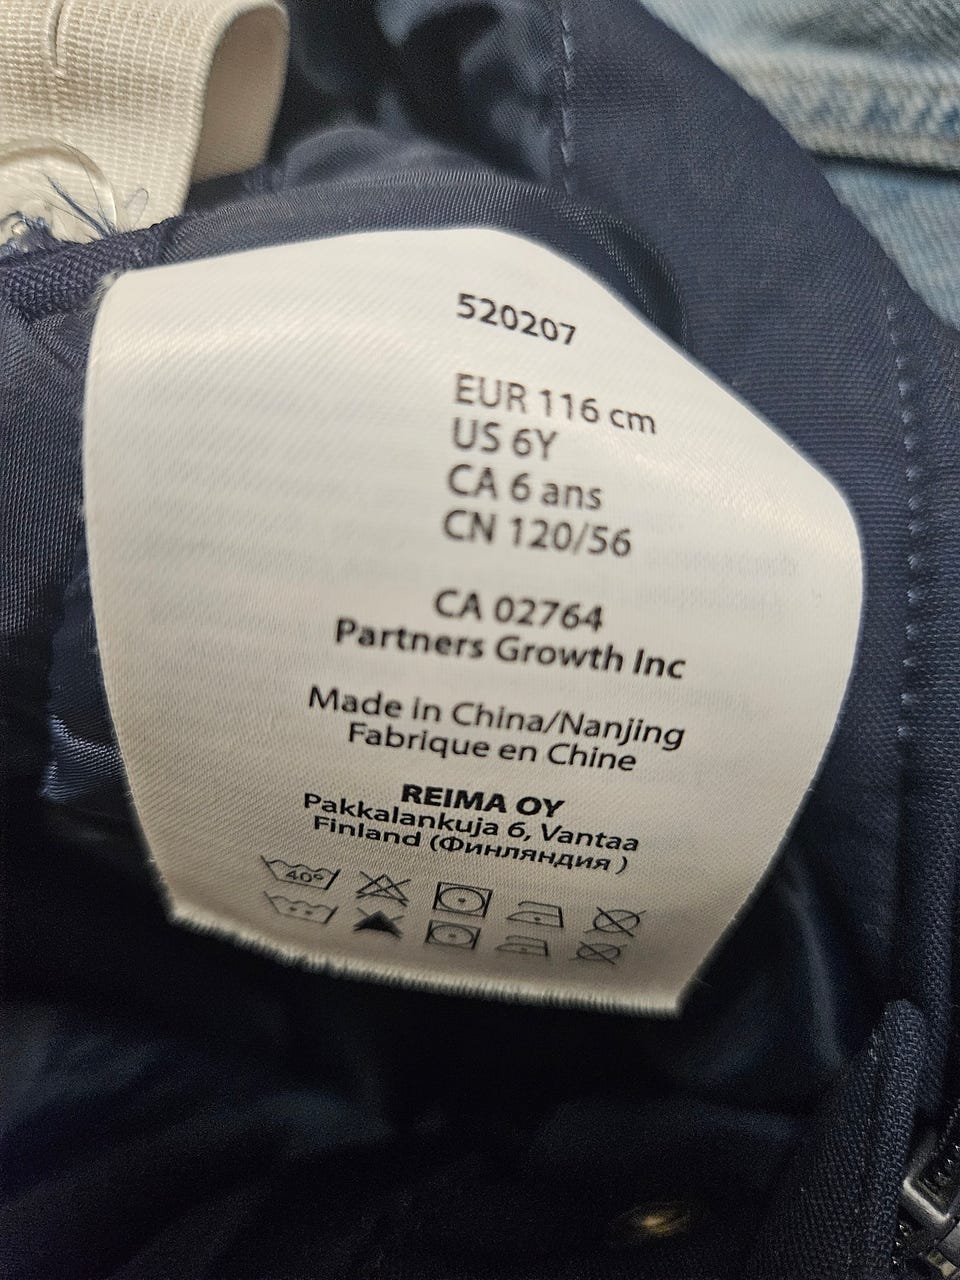 520207
EUR 116 cm
US 6Y
CA 6 ans
CN 120/56
CA 02764
Partners Growth Inc
Made in China/Nanjing
Fabrique en Chine
REIMA OY
Pakkalankuja 6, Vantaa
Finland (Финляндия )
40°